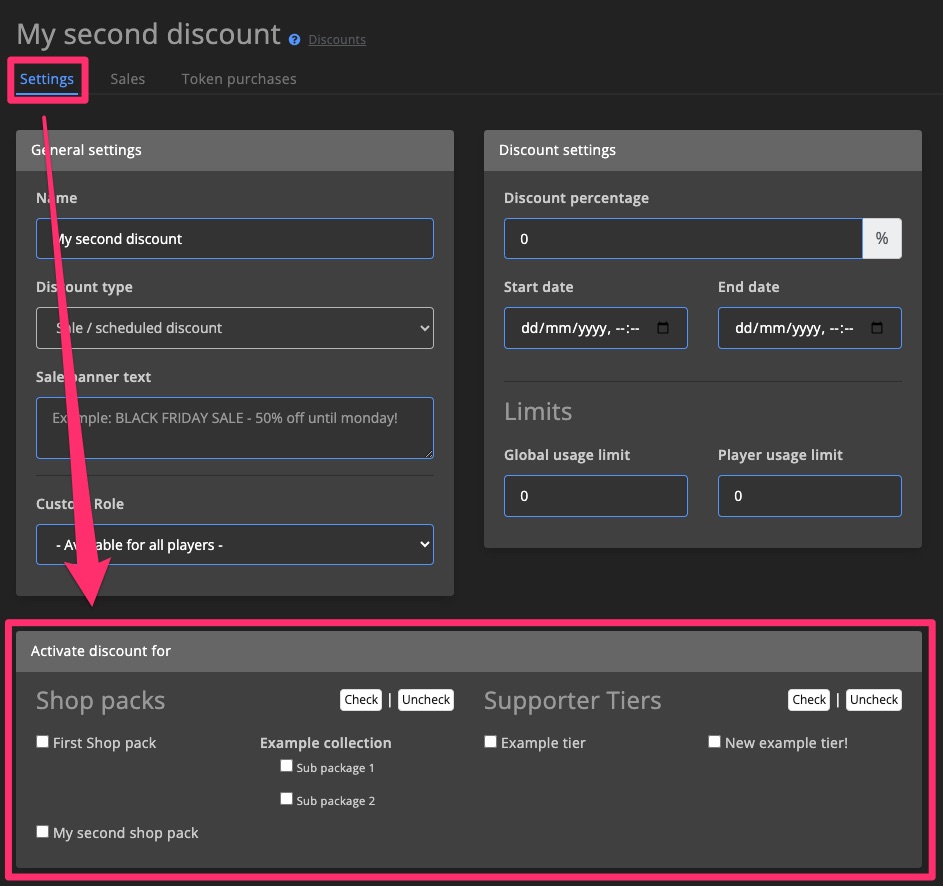 My second discount ? Discounts
Settings Sales Token purchases
General settings
Name
My second discount
Discount type
Sale / scheduled discount
Sale banner text
Example: BLACK FRIDAY SALE - 50% off until monday!
Custom Role
- Available for all players -
Discount settings
Discount percentage
0 %
Start date End date
dd/mm/yyyy, --:-- dd/mm/yyyy, --:--
Limits
Global usage limit Player usage limit
0 0
Activate discount for
Shop packs Check | Uncheck
First Shop pack Example collection
Sub package 1
Sub package 2
My second shop pack
Supporter Tiers Check | Uncheck
Example tier New example tier!